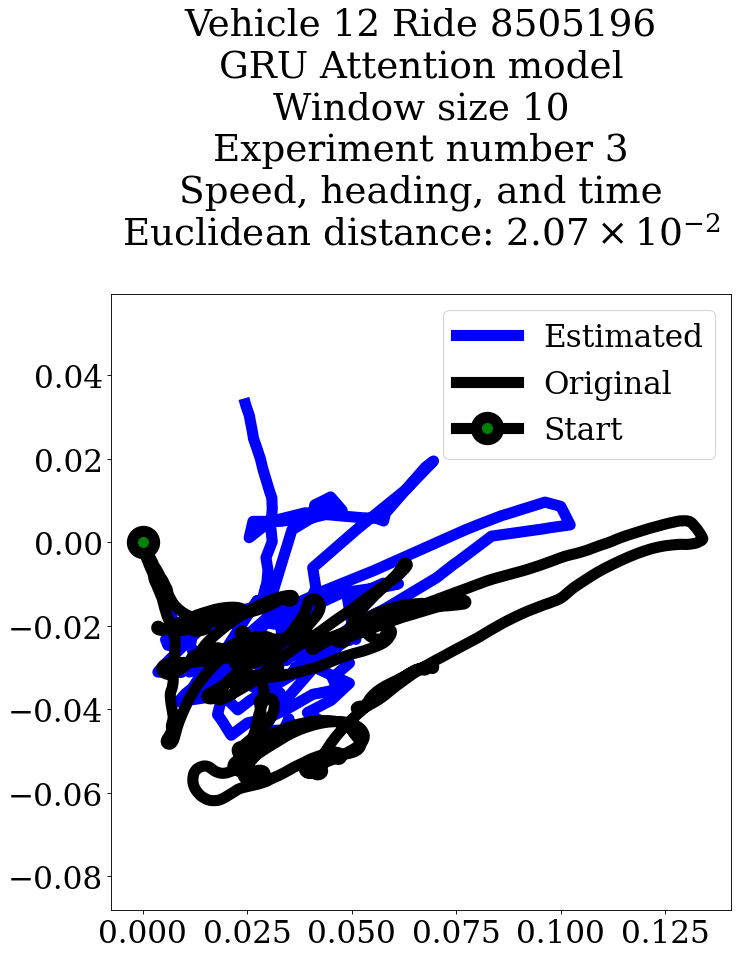 Vehicle 12 Ride 8505196
GRU Attention model
Window size 10
Experiment number 3
Speed, heading, and time
Euclidean distance: 2.07 × 10⁻²
Estimated
Original
Start
0.04
0.02
0.00
−0.02
−0.04
−0.06
−0.08
0.000 0.025 0.050 0.075 0.100 0.125